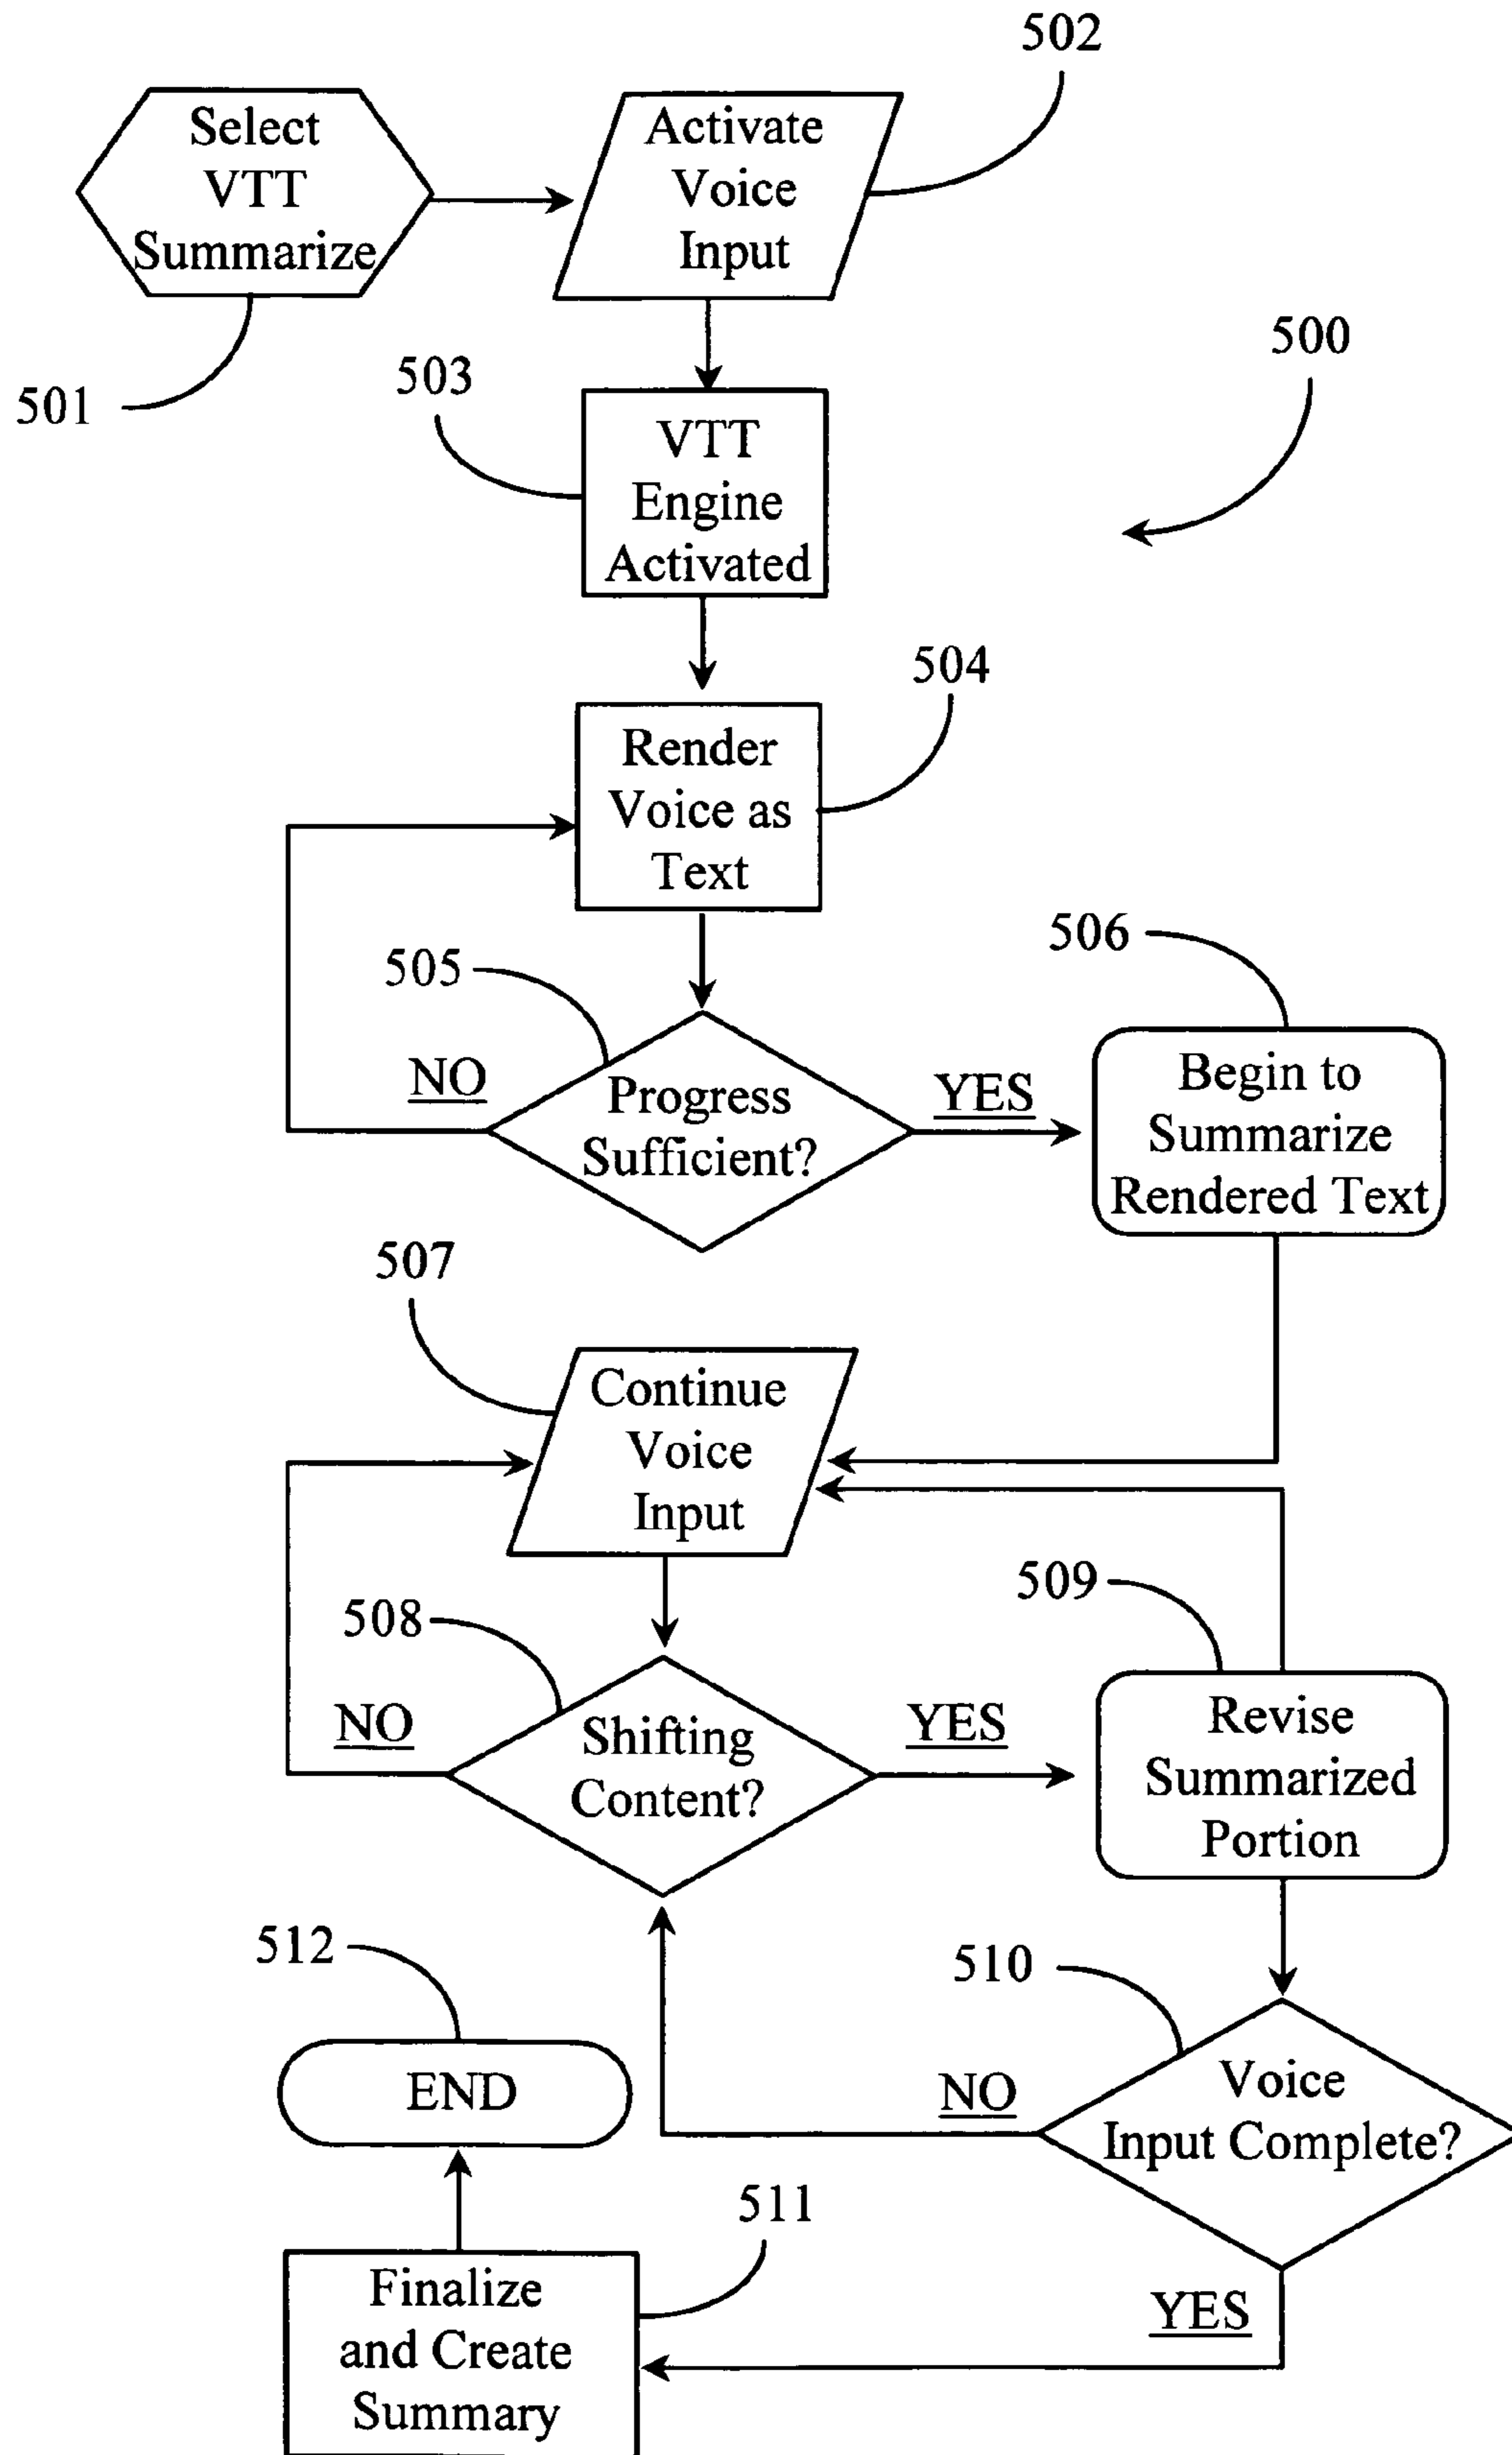 502
Select
VTT
Summarize
Activate
Voice
Input
500
501
503
VTT
Engine
Activated
504
Render
Voice as
Text
506
505
NO
Progress
Sufficient?
YES
Begin to
Summarize
Rendered Text
507
Continue
Voice
Input
509
508
NO
Shifting
Content?
YES
Revise
Summarized
Portion
512
510
END
NO
Voice
Input Complete?
511
Finalize
and Create
Summary
YES